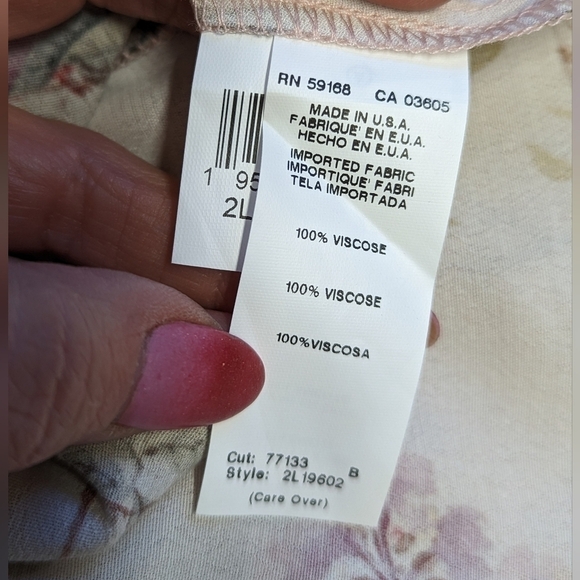 RN 59168 CA 03605
MADE IN U.S.A.
FABRIQUE' EN E.U.A.
HECHO EN E.U.A.
IMPORTED FABRIC
IMPORTIQUE' FABRI
TELA IMPORTADA
100% VISCOSE
100% VISCOSE
100%VISCOSA
Cut: 77133
Style: 2L19602 B
(Care Over)
1 95
2L